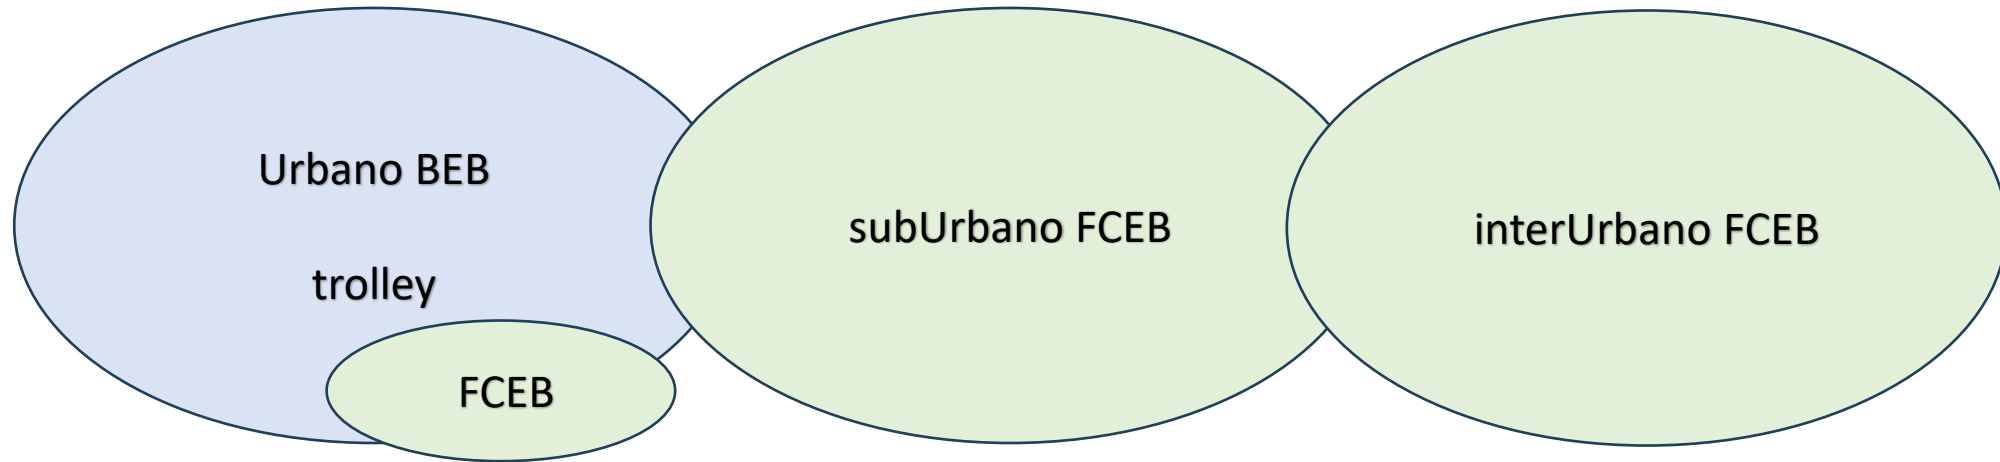 Urbano BEB
trolley
FCEB
subUrbano FCEB
interUrbano FCEB